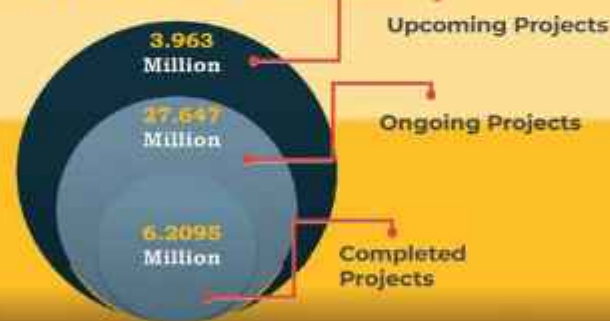 3.963
Million
Upcoming Projects
27.647
Million
Ongoing Projects
6.2095
Million
Completed
Projects